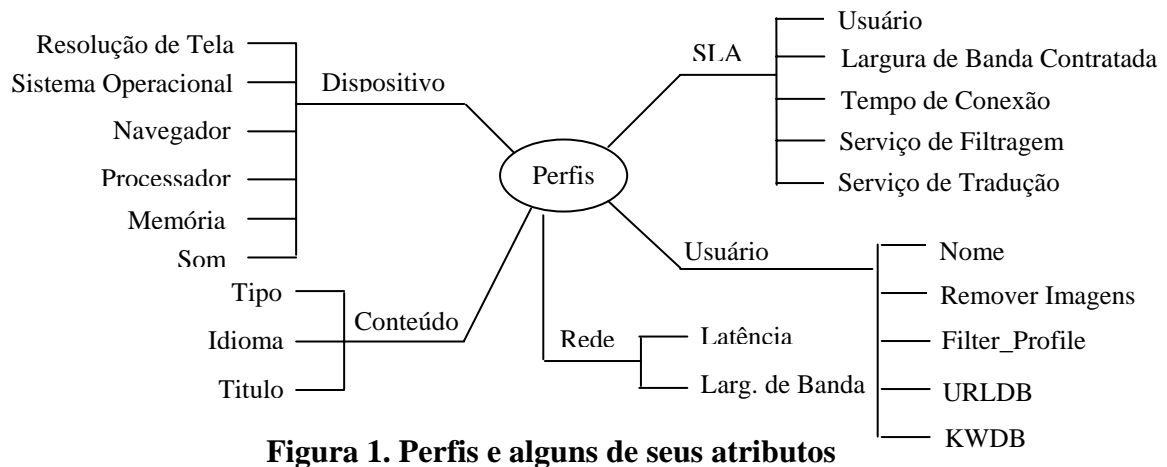 Resolução de Tela
Sistema Operacional
Navegador
Processador
Memória
Som
Dispositivo
Tipo
Idioma
Titulo
Conteúdo
Perfis
SLA
Usuário
Largura de Banda Contratada
Tempo de Conexão
Serviço de Filtragem
Serviço de Tradução
Usuário
Nome
Remover Imagens
Filter_Profile
URLDB
KWDB
Rede
Latência
Larg. de Banda
Figura 1. Perfis e alguns de seus atributos